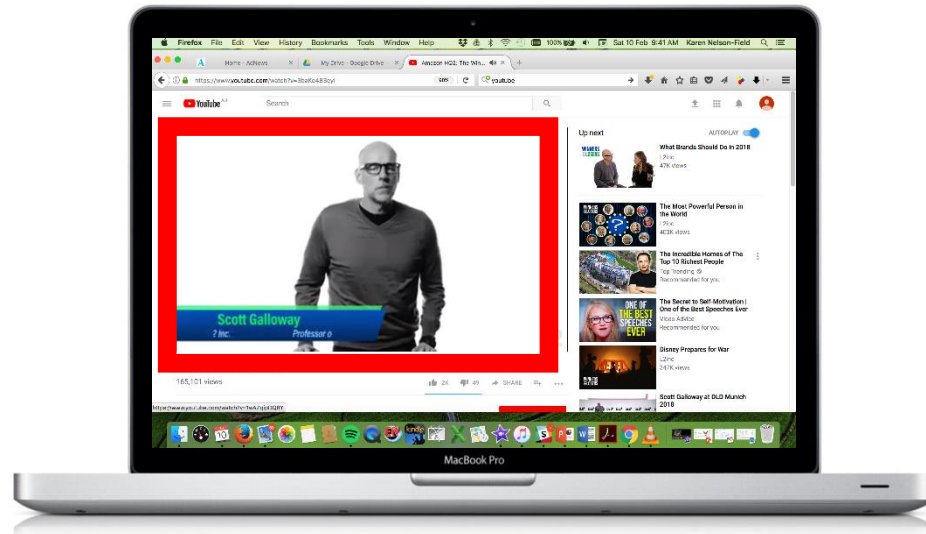 Firefox File Edit View History Bookmarks Tools Window Help 100% Sat 10 Feb 9:41 AM Karen Nelson-Field
Home - AdNews My Drive - Google Drive Amazon HQ2: The Win...
80% youtube
YouTube Search
Up next AUTOPLAY
What Brands Should Do in 2018
L2inc
47K views
The Most Powerful Person in
the World
L2inc
403K views
The Incredible Homes of The
Top 10 Richest People
Top Trending
Recommended for you
ONE OF
THE BEST
SPEECHES
EVER
The Secret to Self-Motivation |
One of the Best Speeches Ever
Video Advice
Recommended for you
Disney Prepares for War
L2inc
347K views
Scott Galloway at DLD Munich
2018
Scott Galloway
2 Inc. Professor o
165,101 views 2K 49 SHARE
MacBook Pro